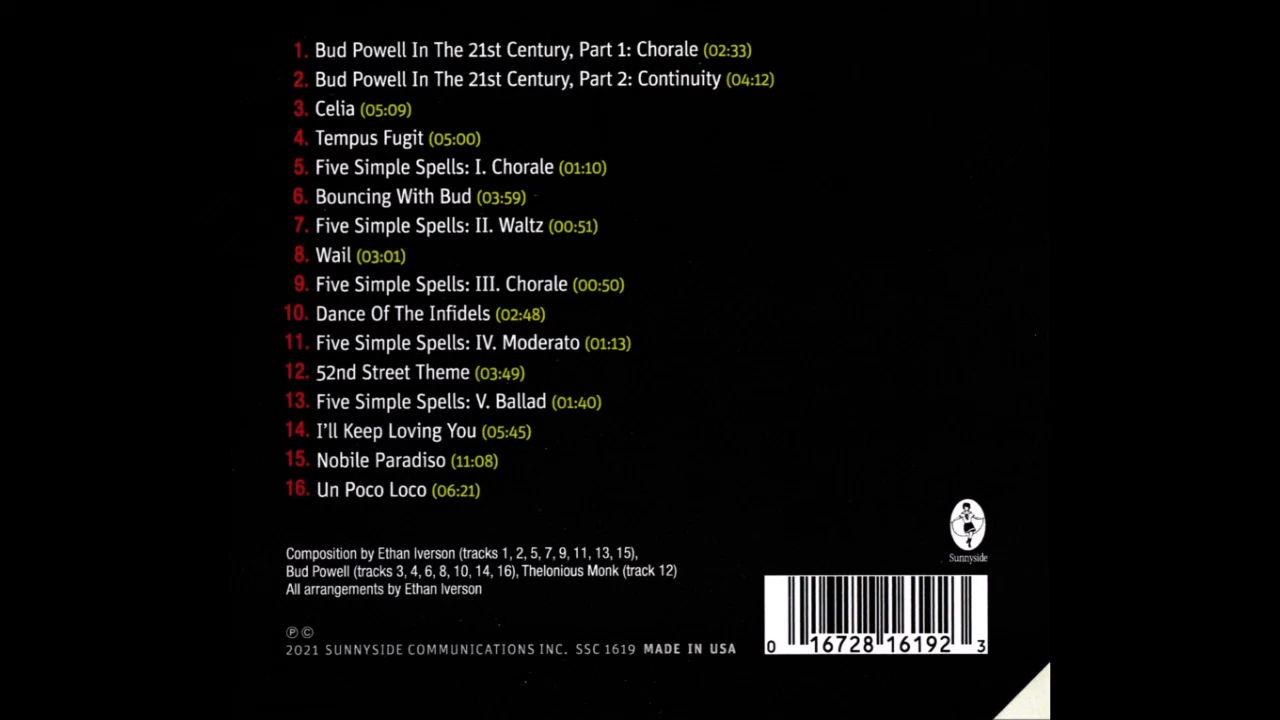 1. Bud Powell In The 21st Century, Part 1: Chorale (02:33)
2. Bud Powell In The 21st Century, Part 2: Continuity (04:12)
3. Celia (05:09)
4. Tempus Fugit (05:00)
5. Five Simple Spells: I. Chorale (01:10)
6. Bouncing With Bud (03:59)
7. Five Simple Spells: II. Waltz (00:51)
8. Wail (03:01)
9. Five Simple Spells: III. Chorale (00:50)
10. Dance Of The Infidels (02:48)
11. Five Simple Spells: IV. Moderato (01:13)
12. 52nd Street Theme (03:49)
13. Five Simple Spells: V. Ballad (01:40)
14. I’ll Keep Loving You (05:45)
15. Nobile Paradiso (11:08)
16. Un Poco Loco (06:21)
Composition by Ethan Iverson (tracks 1, 2, 5, 7, 9, 11, 13, 15),
Bud Powell (tracks 3, 4, 6, 8, 10, 14, 16), Thelonious Monk (track 12)
All arrangements by Ethan Iverson
℗ ©
2021 SUNNYSIDE COMMUNICATIONS INC. SSC 1619 MADE IN USA
Sunnyside
0 16728 16192 3